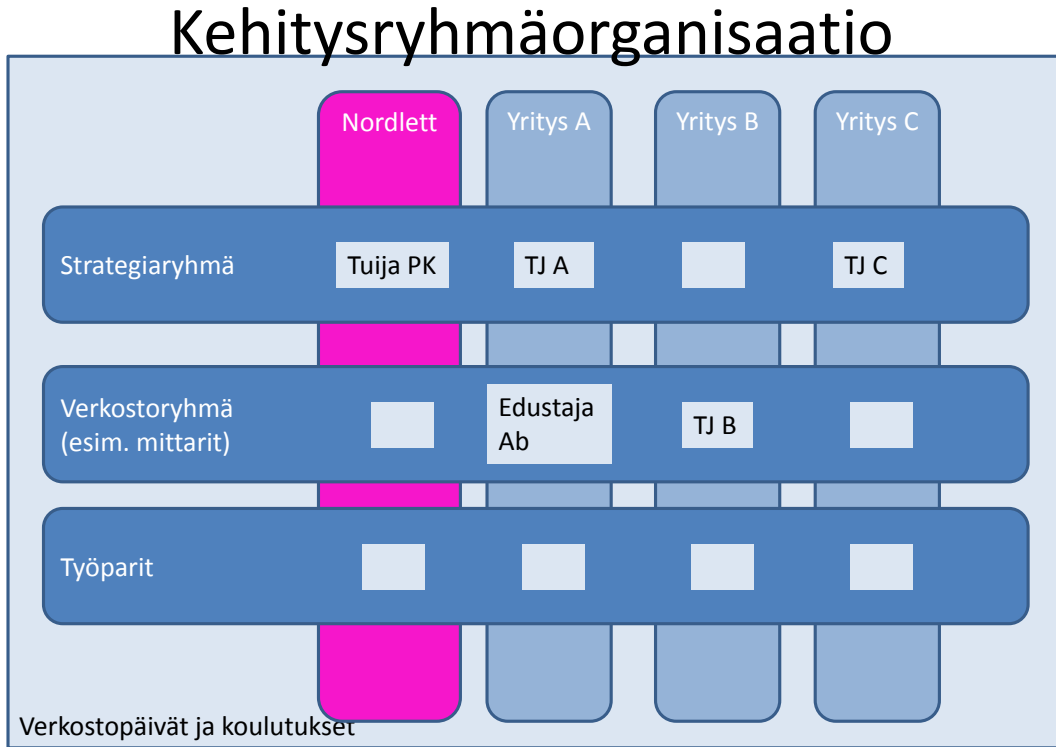 Kehitysryhmäorganisaatio
Nordlett
Yritys A
Yritys B
Yritys C
Strategiaryhmä
Tuija PK
TJ A
TJ C
Verkostoryhmä
(esim. mittarit)
Edustaja
Ab
TJ B
Työparit
Verkostopäivät ja koulutukset